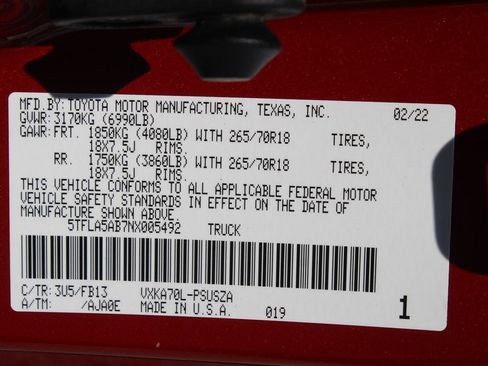 MFD.BY: TOYOTA MOTOR MANUFACTURING, TEXAS, INC. 02/22
GVWR: 3170KG (6990LB)
GAWR: FRT. 1850KG (4080LB) WITH 265/70R18 TIRES,
18X7.5J RIMS.
RR. 1750KG (3860LB) WITH 265/70R18 TIRES,
18X7.5J RIMS.
THIS VEHICLE CONFORMS TO ALL APPLICABLE FEDERAL MOTOR
VEHICLE SAFETY STANDARDS IN EFFECT ON THE DATE OF
MANUFACTURE SHOWN ABOVE.
5TFLA5AB7NX005492 TRUCK
C/TR: 3U5/FB13 VXKA70L-PSUSZA
A/TM: /AJA0E MADE IN U.S.A. 019 1